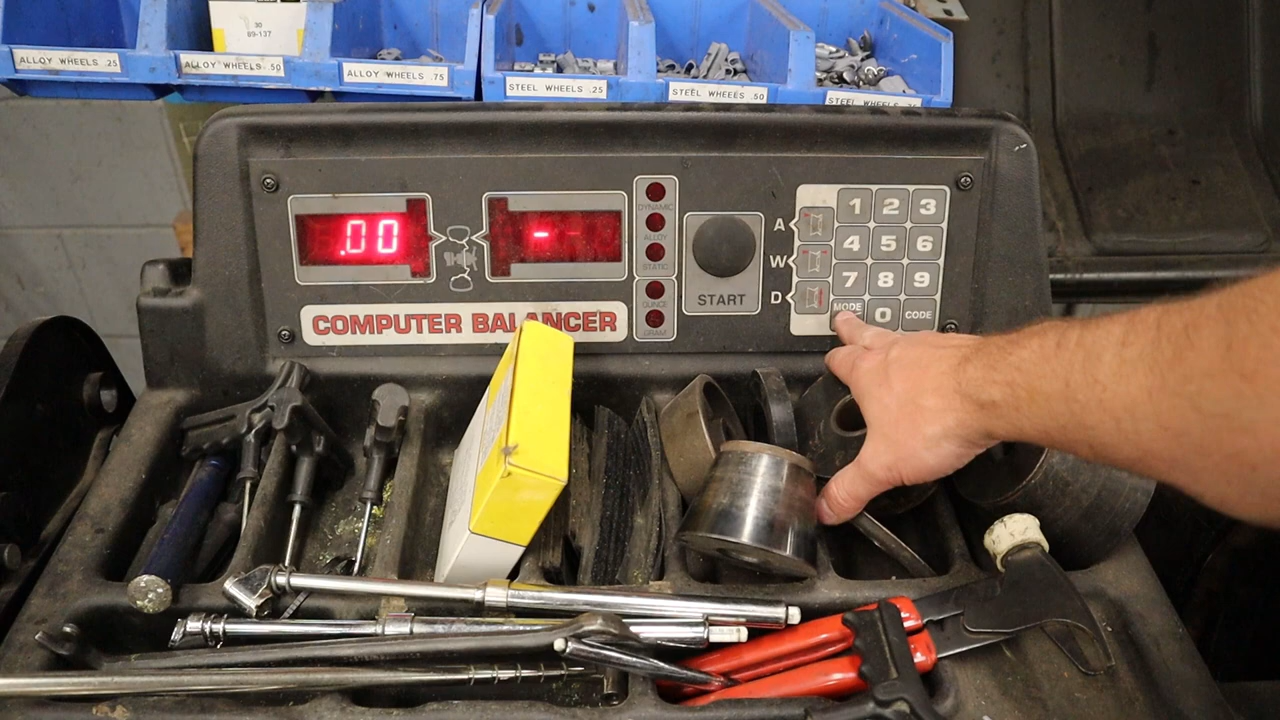 30
69-137
ALLOY WHEELS .25
ALLOY WHEELS .50
ALLOY WHEELS .75
STEEL WHEELS .25
STEEL WHEELS .50
STEEL WHEELS
.00
-
DYNAMIC
ALLOY
STATIC
OUNCE
GRAM
START
A
W
D
1 2 3
4 5 6
7 8 9
MODE 0 CODE
COMPUTER BALANCER